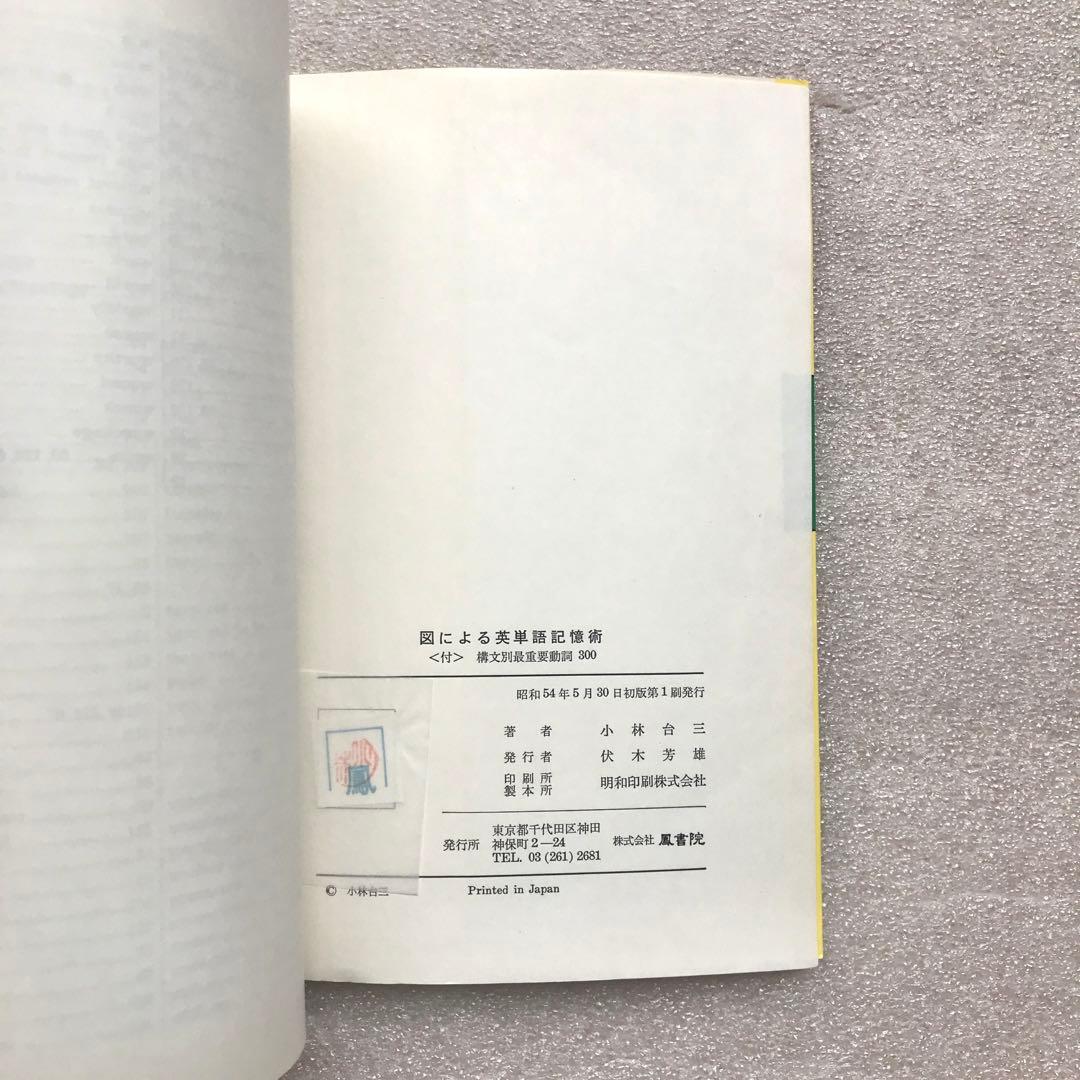 図による英単語記憶術
＜付＞ 構文別最重要動詞 300
昭和 54 年 5 月 30 日初版第 1 刷発行
著者 小林台三
発行者 伏木芳雄
印刷所
製本所 明和印刷株式会社
発行所 東京都千代田区神田
神保町 2 ―24
TEL. 03 (261) 2681
株式会社 鳳書院
© 小林台三 Printed in Japan